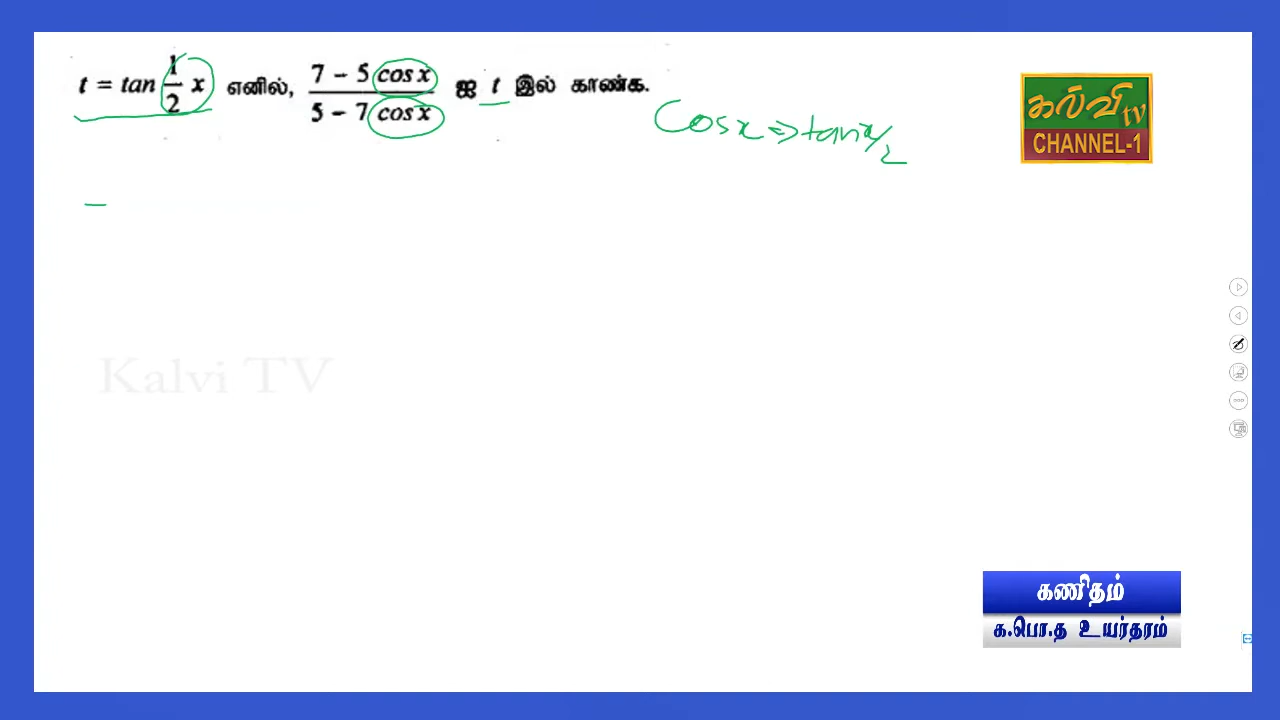 t = tan 1/2 x எனில், 7 - 5 cos x / 5 - 7 cos x ஐ t இல் காண்க.
Cos x => tan x/2
கல்வி tv
CHANNEL-1
Kalvi TV
கணிதம்
க.பொ.த உயர்தரம்